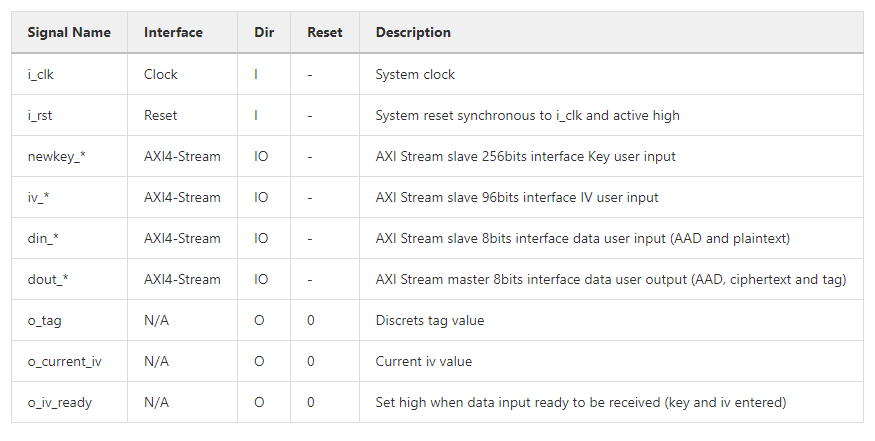 Signal Name Interface Dir Reset Description
i_clk Clock I - System clock
i_rst Reset I - System reset synchronous to i_clk and active high
newkey_* AXI4-Stream IO - AXI Stream slave 256bits interface Key user input
iv_* AXI4-Stream IO - AXI Stream slave 96bits interface IV user input
din_* AXI4-Stream IO - AXI Stream slave 8bits interface data user input (AAD and plaintext)
dout_* AXI4-Stream IO - AXI Stream master 8bits interface data user output (AAD, ciphertext and tag)
o_tag N/A O 0 Discrets tag value
o_current_iv N/A O 0 Current iv value
o_iv_ready N/A O 0 Set high when data input ready to be received (key and iv entered)